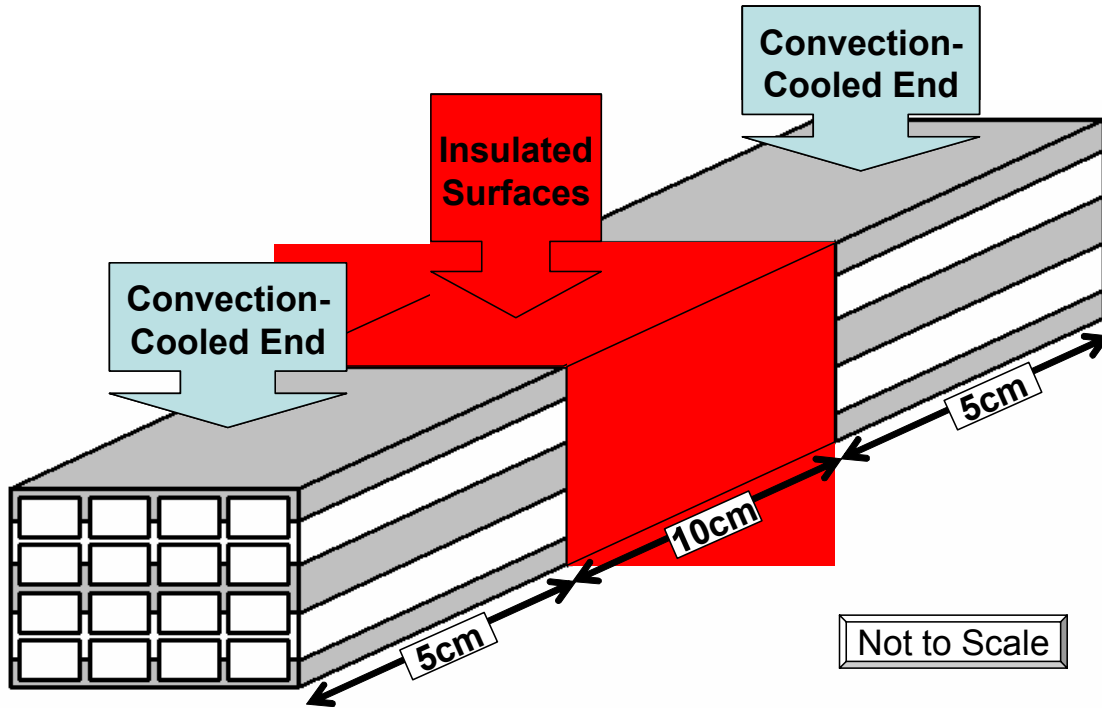 Convection-
Cooled End
Insulated
Surfaces
Convection-
Cooled End
5cm
10cm
5cm
Not to Scale